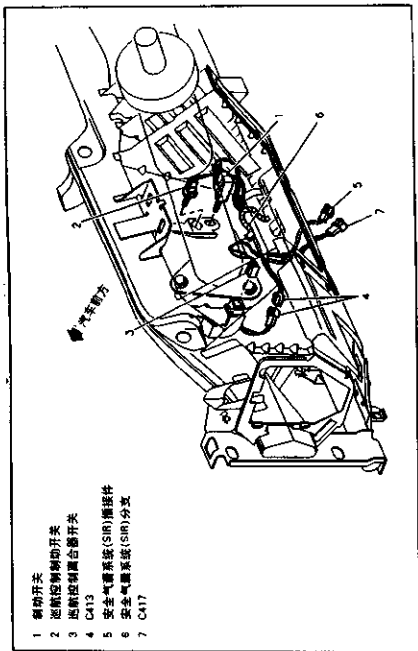 汽车前方
1
2
3
4
5
6
7
1 制动开关
2 巡航控制制动开关
3 巡航控制离合器开关
4 C413
5 安全气囊系统(SIR)插接件
6 安全气囊系统(SIR)分支
7 C417